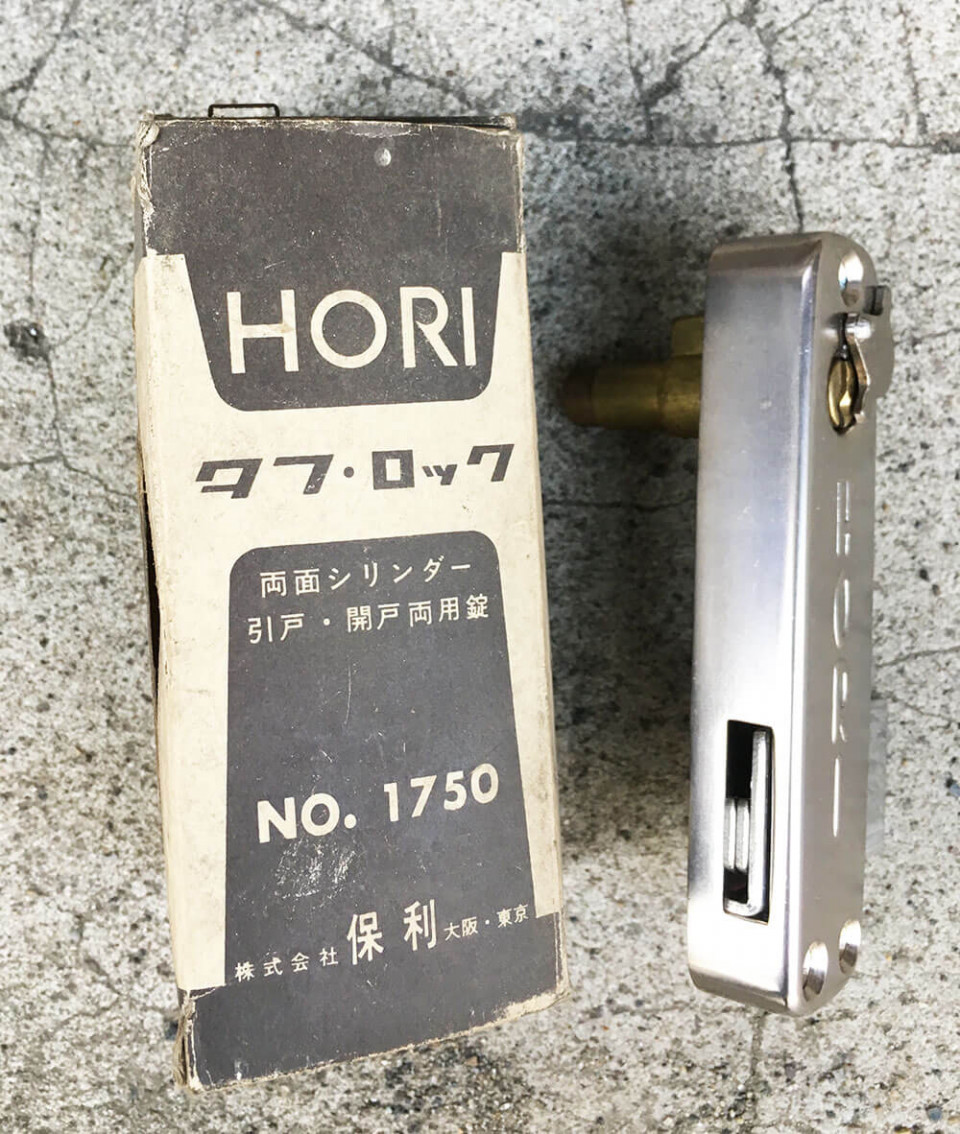 HORI
タフ・ロック
両面シリンダー
引戸・開戸両用錠
NO. 1750
株式会社 保利 大阪・東京
HORI